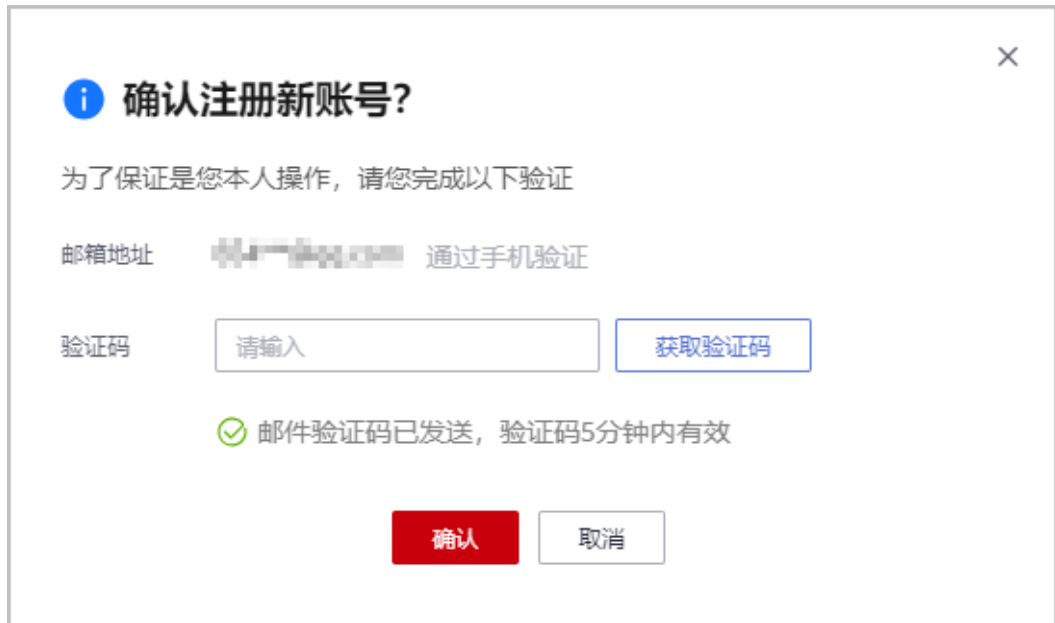 确认注册新账号?
为了保证是您本人操作，请您完成以下验证
邮箱地址 通过手机验证
验证码 请输入 获取验证码
邮件验证码已发送，验证码5分钟内有效
确认 取消